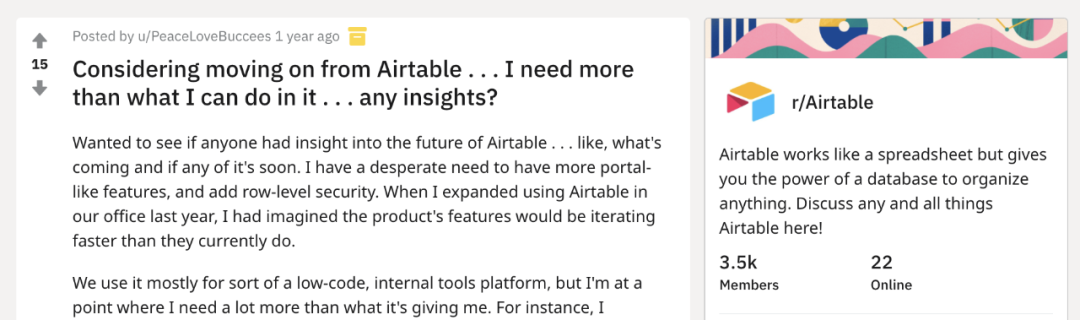 Posted by u/PeaceLoveBuccees 1 year ago
15
Considering moving on from Airtable . . . I need more
than what I can do in it . . . any insights?
Wanted to see if anyone had insight into the future of Airtable . . . like, what's
coming and if any of it's soon. I have a desperate need to have more portal-
like features, and add row-level security. When I expanded using Airtable in
our office last year, I had imagined the product's features would be iterating
faster than they currently do.
We use it mostly for sort of a low-code, internal tools platform, but I'm at a
point where I need a lot more than what it's giving me. For instance, I
r/Airtable
Airtable works like a spreadsheet but gives
you the power of a database to organize
anything. Discuss any and all things
Airtable here!
3.5k 22
Members Online